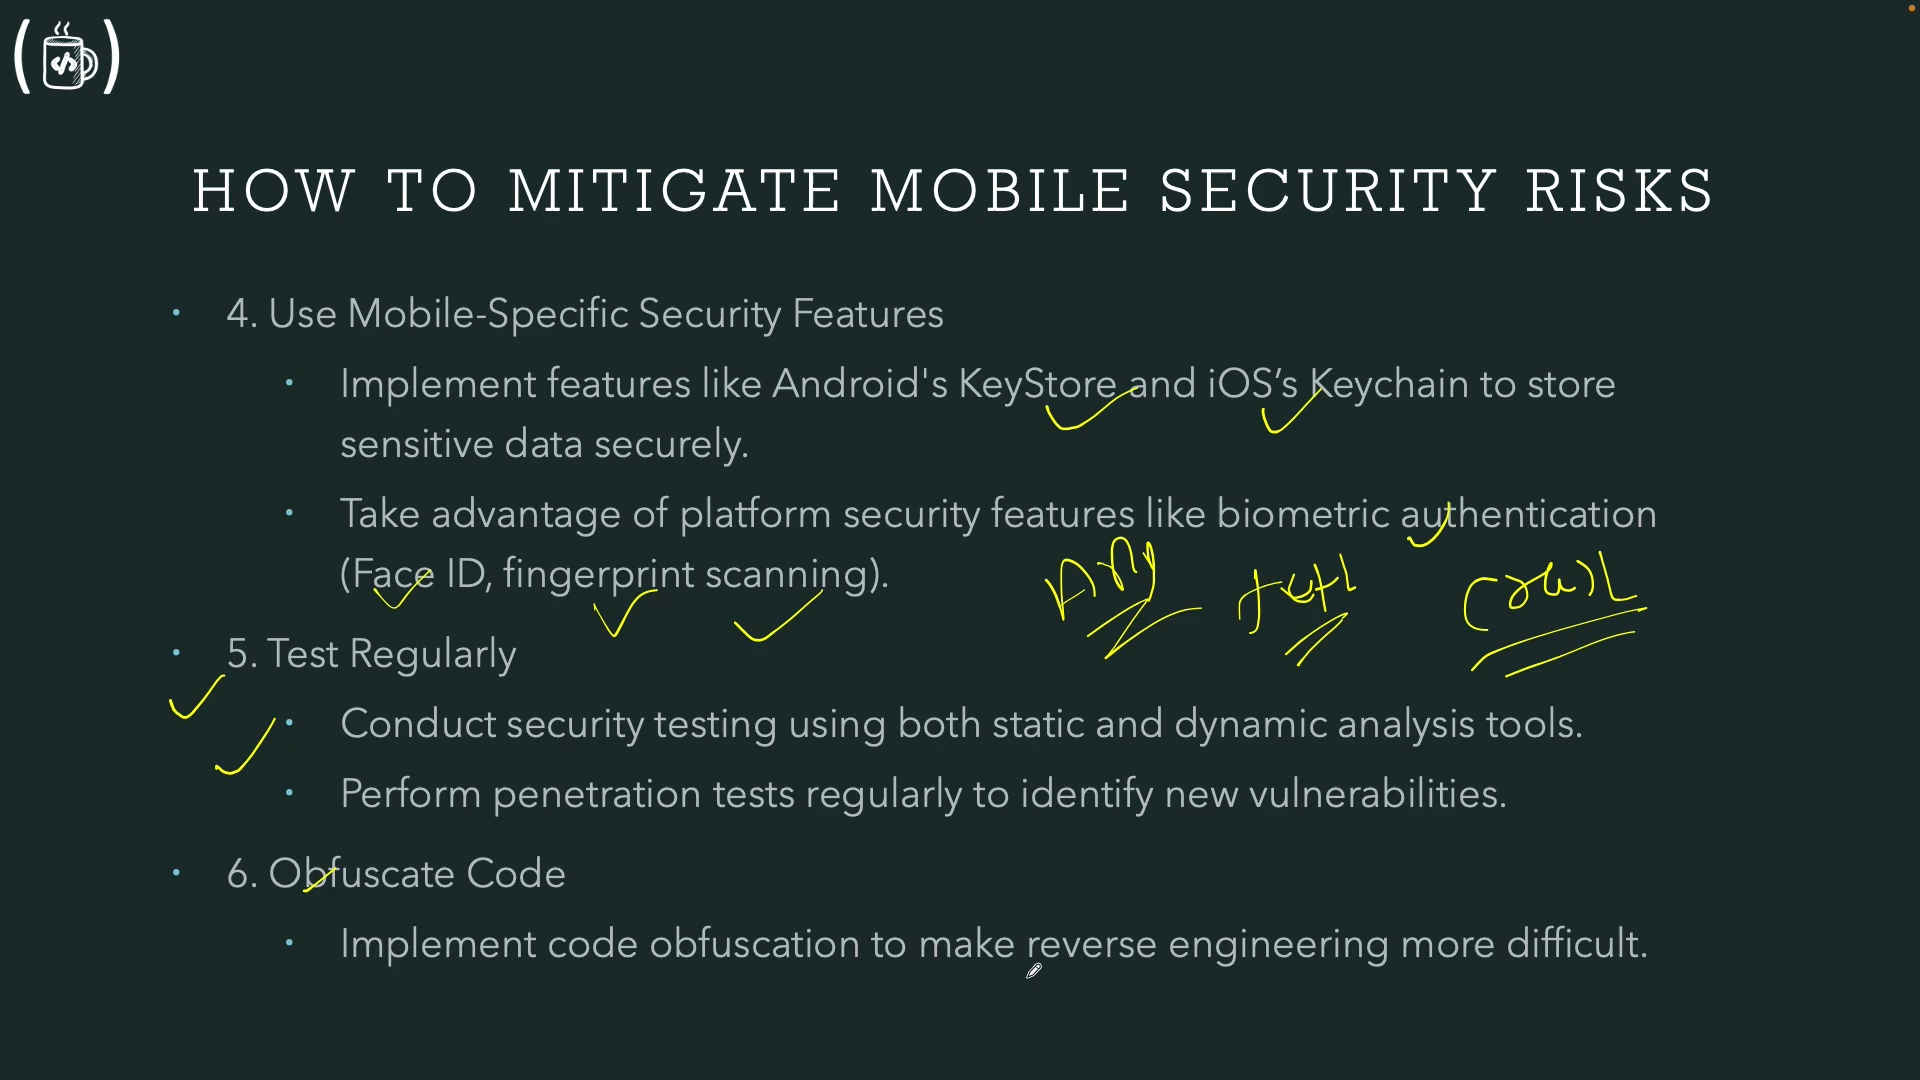 </>
HOW TO MITIGATE MOBILE SECURITY RISKS
• 4. Use Mobile-Specific Security Features
• Implement features like Android's KeyStore and iOS’s Keychain to store
sensitive data securely.
• Take advantage of platform security features like biometric authentication
(Face ID, fingerprint scanning).
• 5. Test Regularly
• Conduct security testing using both static and dynamic analysis tools.
• Perform penetration tests regularly to identify new vulnerabilities.
• 6. Obfuscate Code
• Implement code obfuscation to make reverse engineering more difficult.